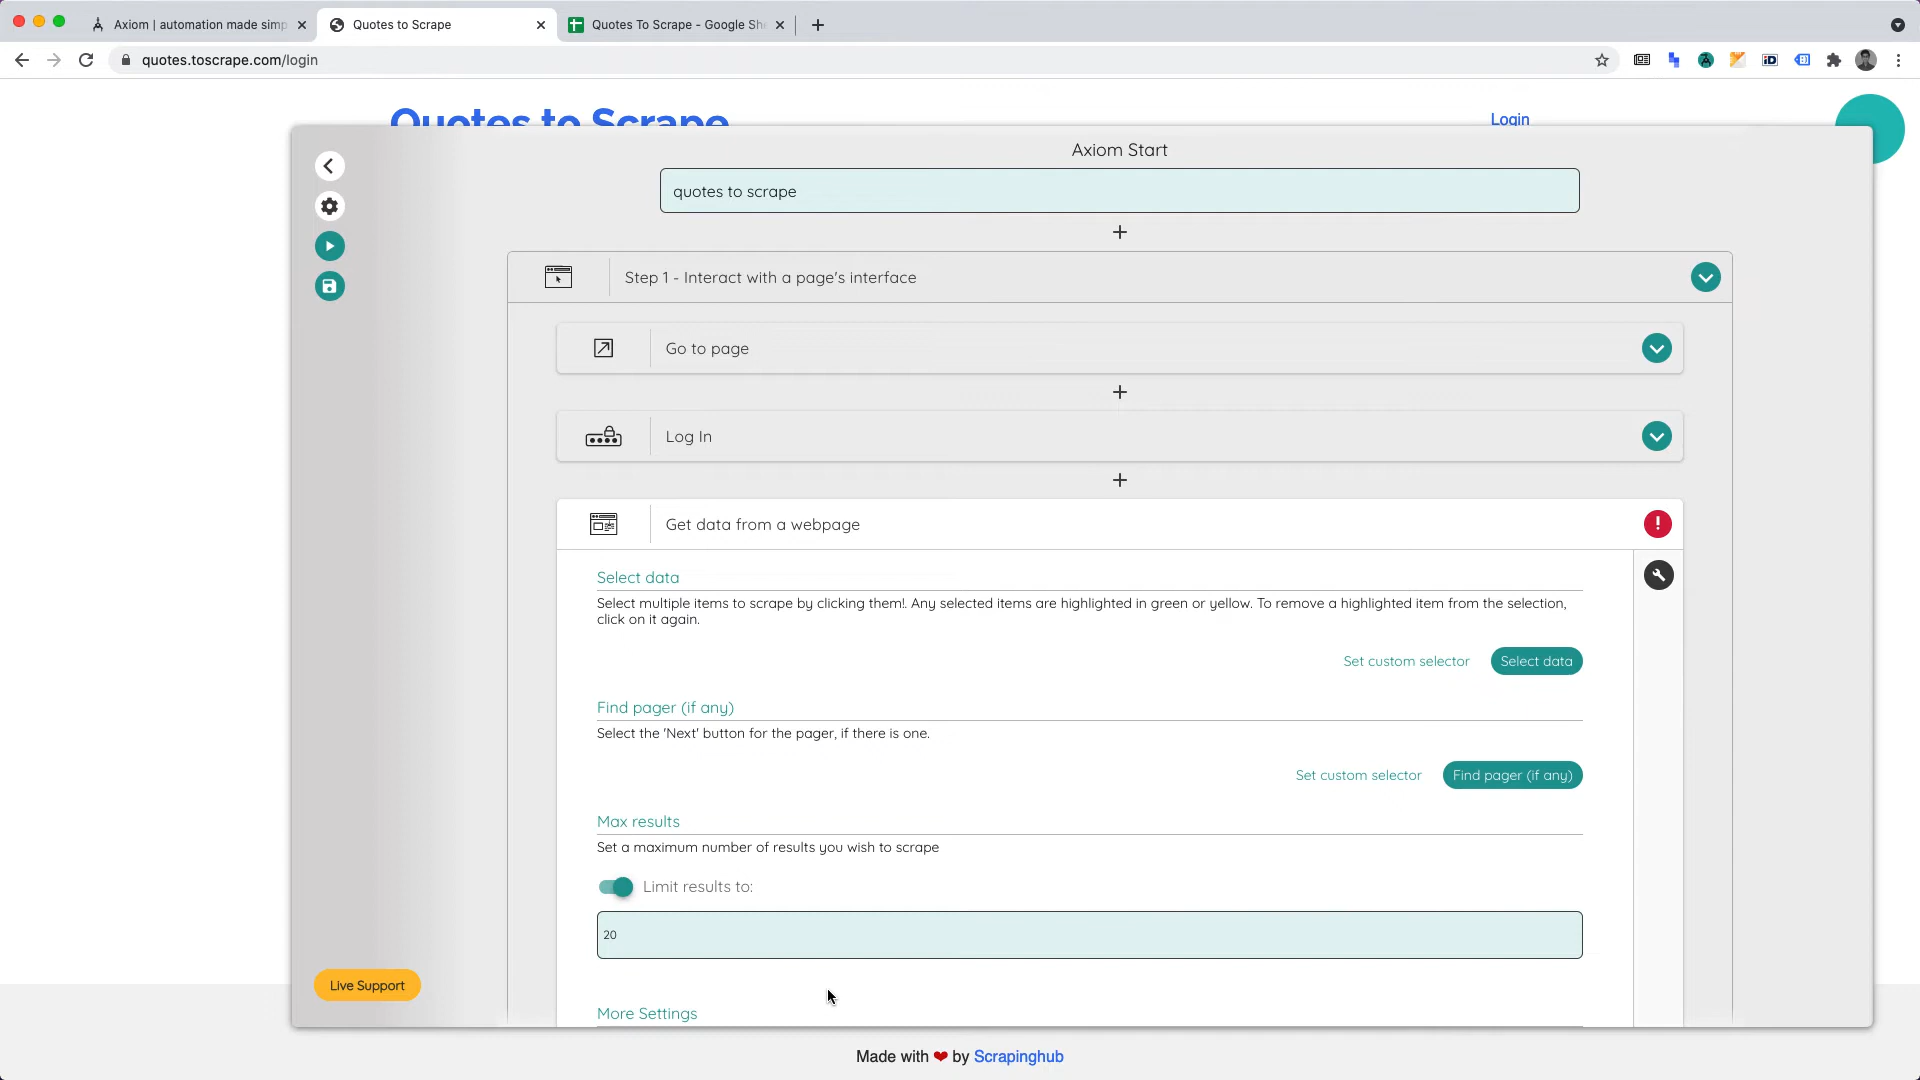 Axiom | automation made simp
Quotes to Scrape
Quotes To Scrape - Google She
quotes.toscrape.com/login
Quotes to Scrape
Login
Axiom Start
quotes to scrape
Step 1 - Interact with a page's interface
Go to page
Log In
Get data from a webpage
Select data
Select multiple items to scrape by clicking them!. Any selected items are highlighted in green or yellow. To remove a highlighted item from the selection,
click on it again.
Set custom selector
Select data
Find pager (if any)
Select the 'Next' button for the pager, if there is one.
Set custom selector
Find pager (if any)
Max results
Set a maximum number of results you wish to scrape
Limit results to:
20
Live Support
More Settings
Made with ❤ by Scrapinghub